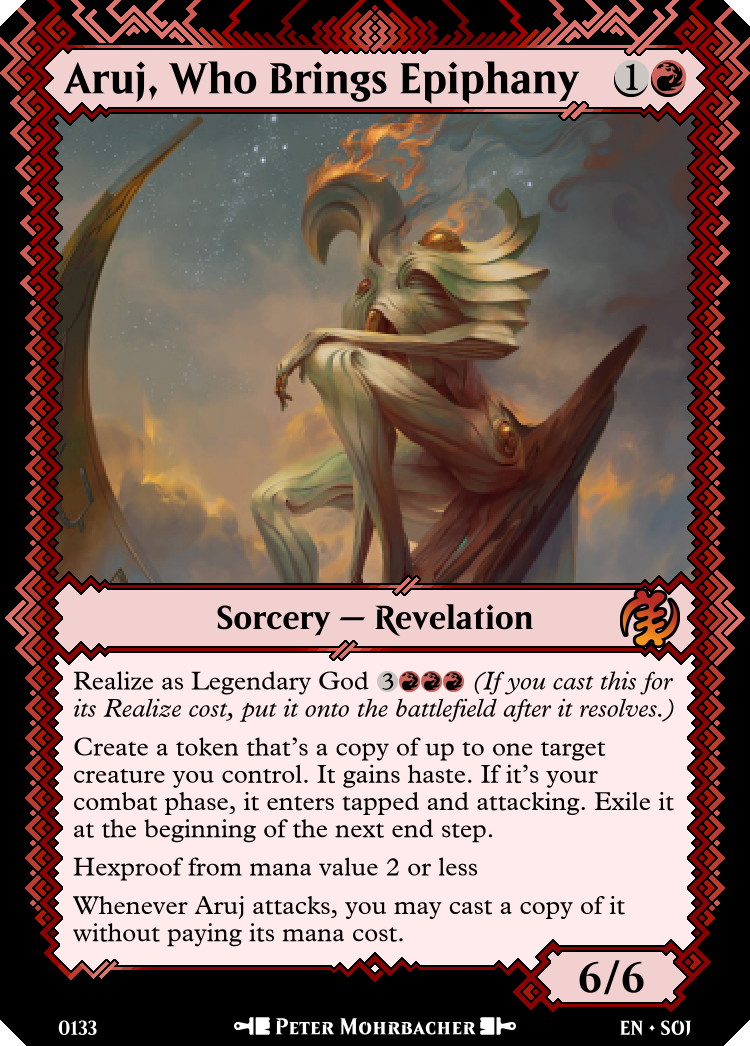 Aruj, Who Brings Epiphany 1
Sorcery — Revelation
Realize as Legendary God 3 (If you cast this for
its Realize cost, put it onto the battlefield after it resolves.)
Create a token that's a copy of up to one target
creature you control. It gains haste. If it's your
combat phase, it enters tapped and attacking. Exile it
at the beginning of the next end step.
Hexproof from mana value 2 or less
Whenever Aruj attacks, you may cast a copy of it
without paying its mana cost.
6/6
0133 Peter Mohrbacher EN • SOJ